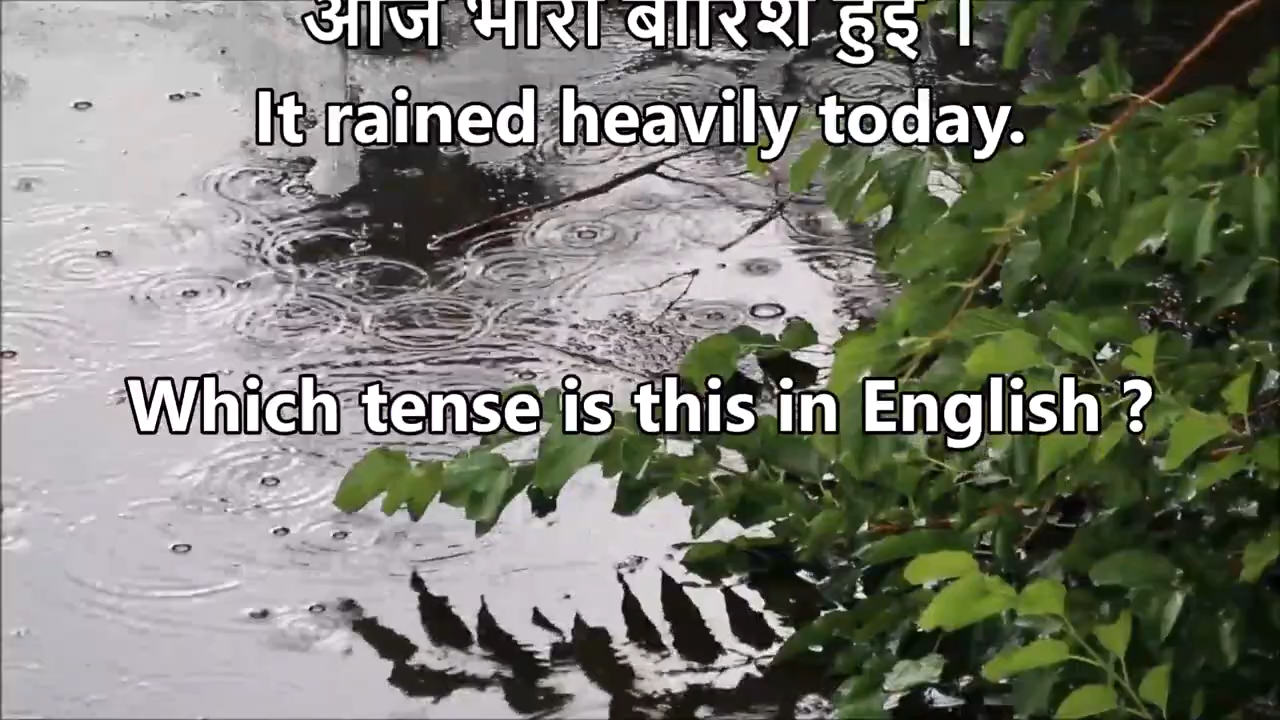 आज भारी बारिश हुई ।
It rained heavily today.
Which tense is this in English ?